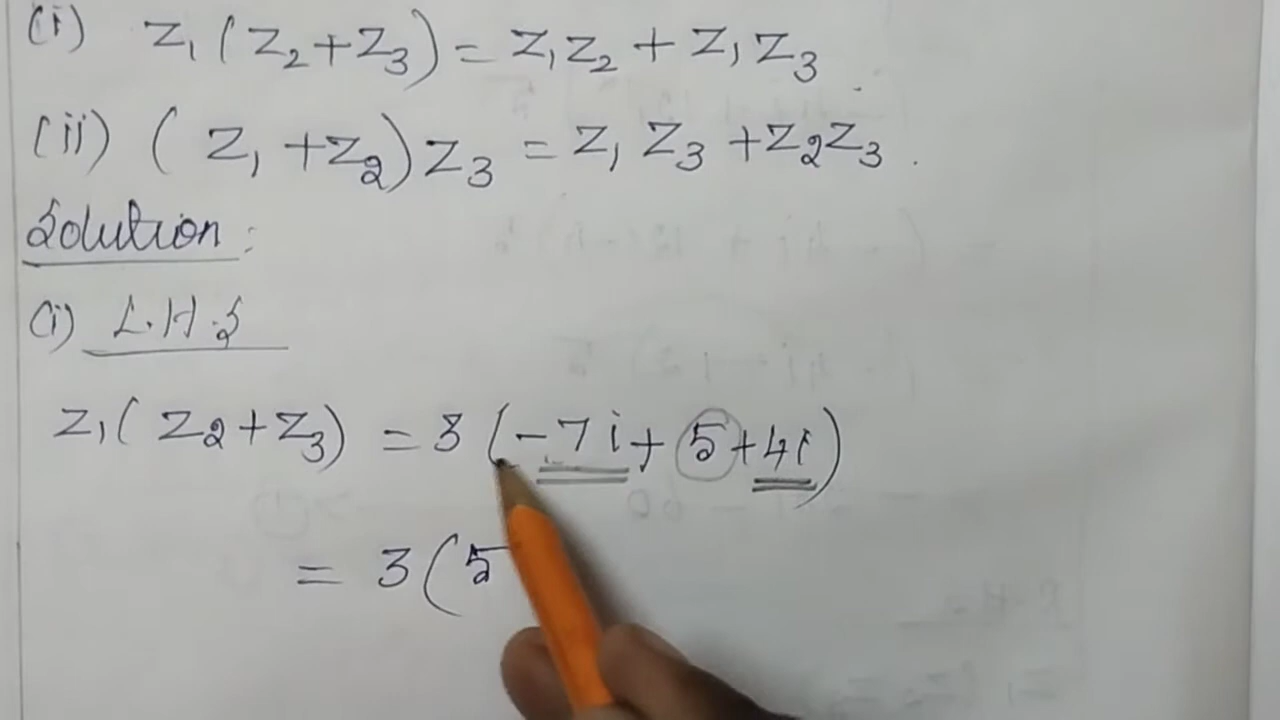 (i) Z₁(Z₂+Z₃) = Z₁Z₂ + Z₁Z₃.
(ii) (Z₁+Z₂)Z₃ = Z₁Z₃ + Z₂Z₃.
Solution:
(i) L.H.S
Z₁(Z₂+Z₃) = 3(-7i+5+4i)
= 3(5